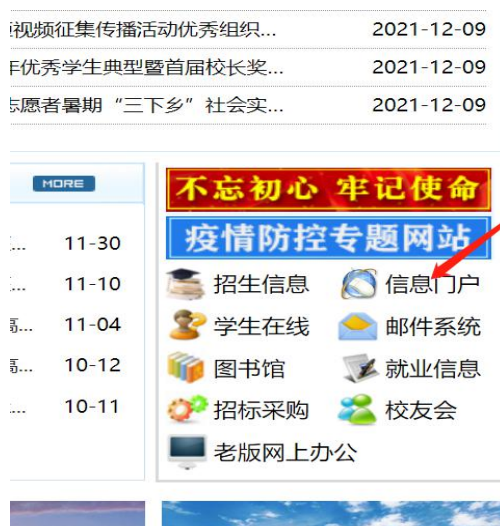 视频征集传播活动优秀组织... 2021-12-09
年优秀学生典型暨首届校长奖... 2021-12-09
志愿者暑期“三下乡”社会实... 2021-12-09
MORE
... 11-30
... 11-10
高... 11-04
高... 10-12
... 10-11
不忘初心 牢记使命
疫情防控专题网站
招生信息 信息门户
学生在线 邮件系统
图书馆 就业信息
招标采购 校友会
老版网上办公